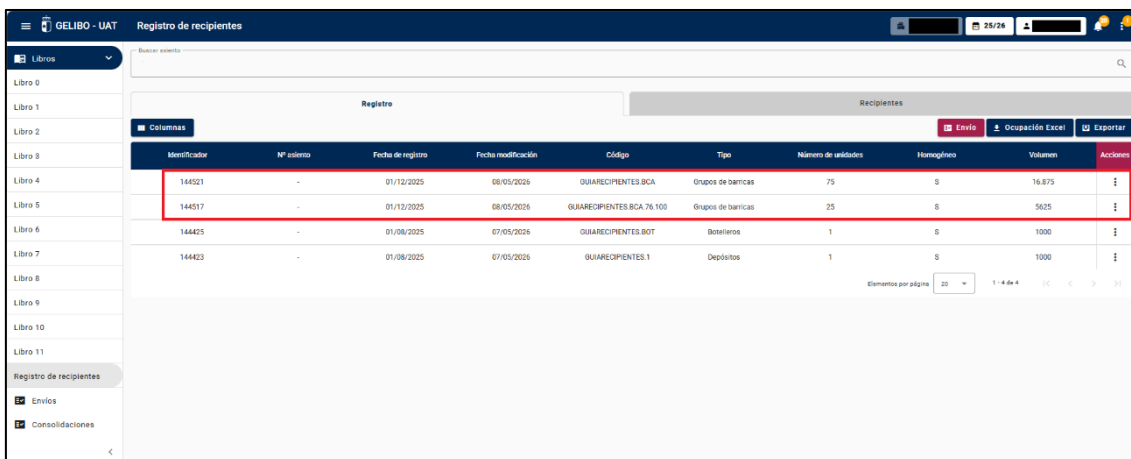 GELIBO - UAT Registro de recipientes 25/26
Libros
Buscar asiento
Libro 0
Libro 1
Libro 2
Libro 3
Libro 4
Libro 5
Libro 6
Libro 7
Libro 8
Libro 9
Libro 10
Libro 11
Registro de recipientes
Envíos
Consolidaciones
Registro Recipientes
Columnas Envío Ocupación Excel Exportar
Identificador Nº asiento Fecha de registro Fecha modificación Código Tipo Número de unidades Homogéneo Volumen Acciones
144521 - 01/12/2025 08/05/2026 GUIARECIPIENTES.BCA Grupos de barricas 75 S 16.875
144517 - 01/12/2025 08/05/2026 GUIARECIPIENTES.BCA.76.100 Grupos de barricas 25 S 5625
144425 - 01/08/2025 07/05/2026 GUIARECIPIENTES.BOT Botelleros 1 S 1000
144423 - 01/08/2025 07/05/2026 GUIARECIPIENTES.1 Depósitos 1 S 1000
Elementos por página 20 1 - 4 de 4